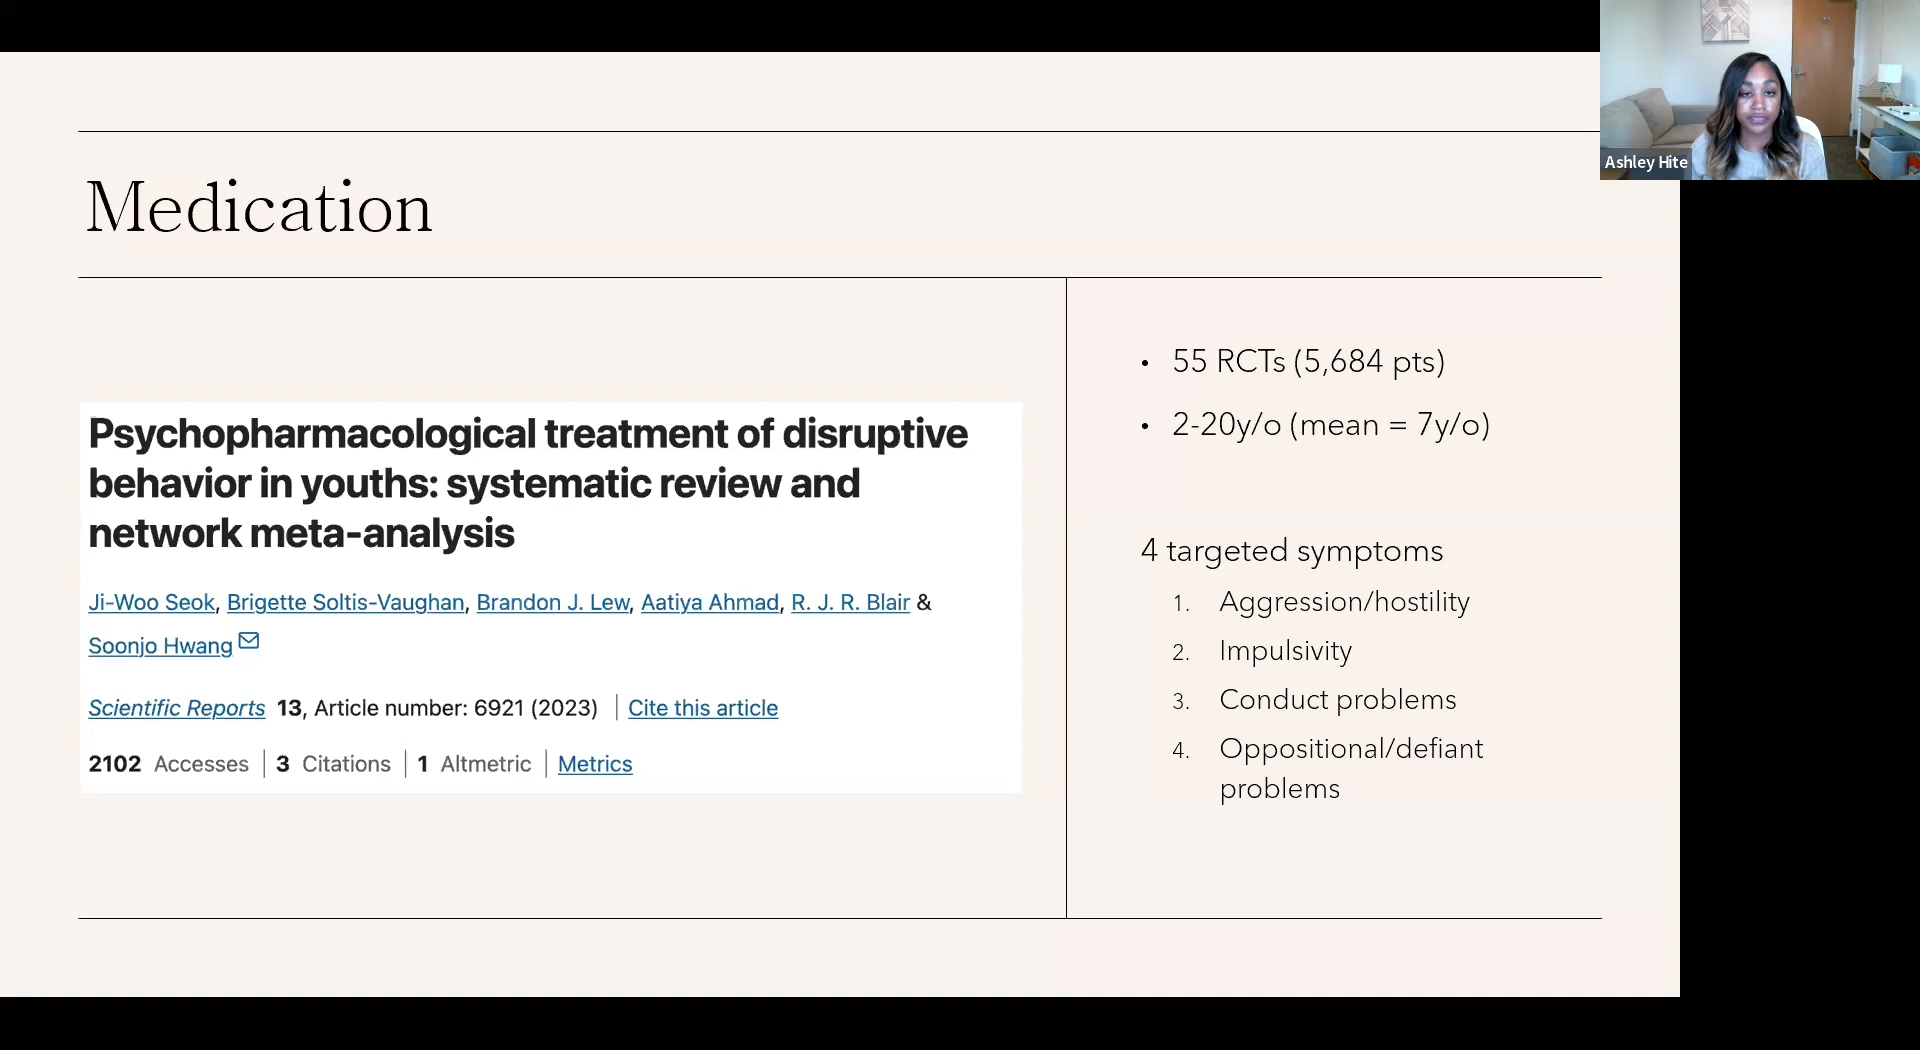 Medication
Psychopharmacological treatment of disruptive
behavior in youths: systematic review and
network meta-analysis
Ji-Woo Seok, Brigette Soltis-Vaughan, Brandon J. Lew, Aatiya Ahmad, R. J. R. Blair &
Soonjo Hwang
Scientific Reports 13, Article number: 6921 (2023) | Cite this article
2102 Accesses | 3 Citations | 1 Altmetric | Metrics
• 55 RCTs (5,684 pts)
• 2-20y/o (mean = 7y/o)
4 targeted symptoms
1. Aggression/hostility
2. Impulsivity
3. Conduct problems
4. Oppositional/defiant
problems
Ashley Hite